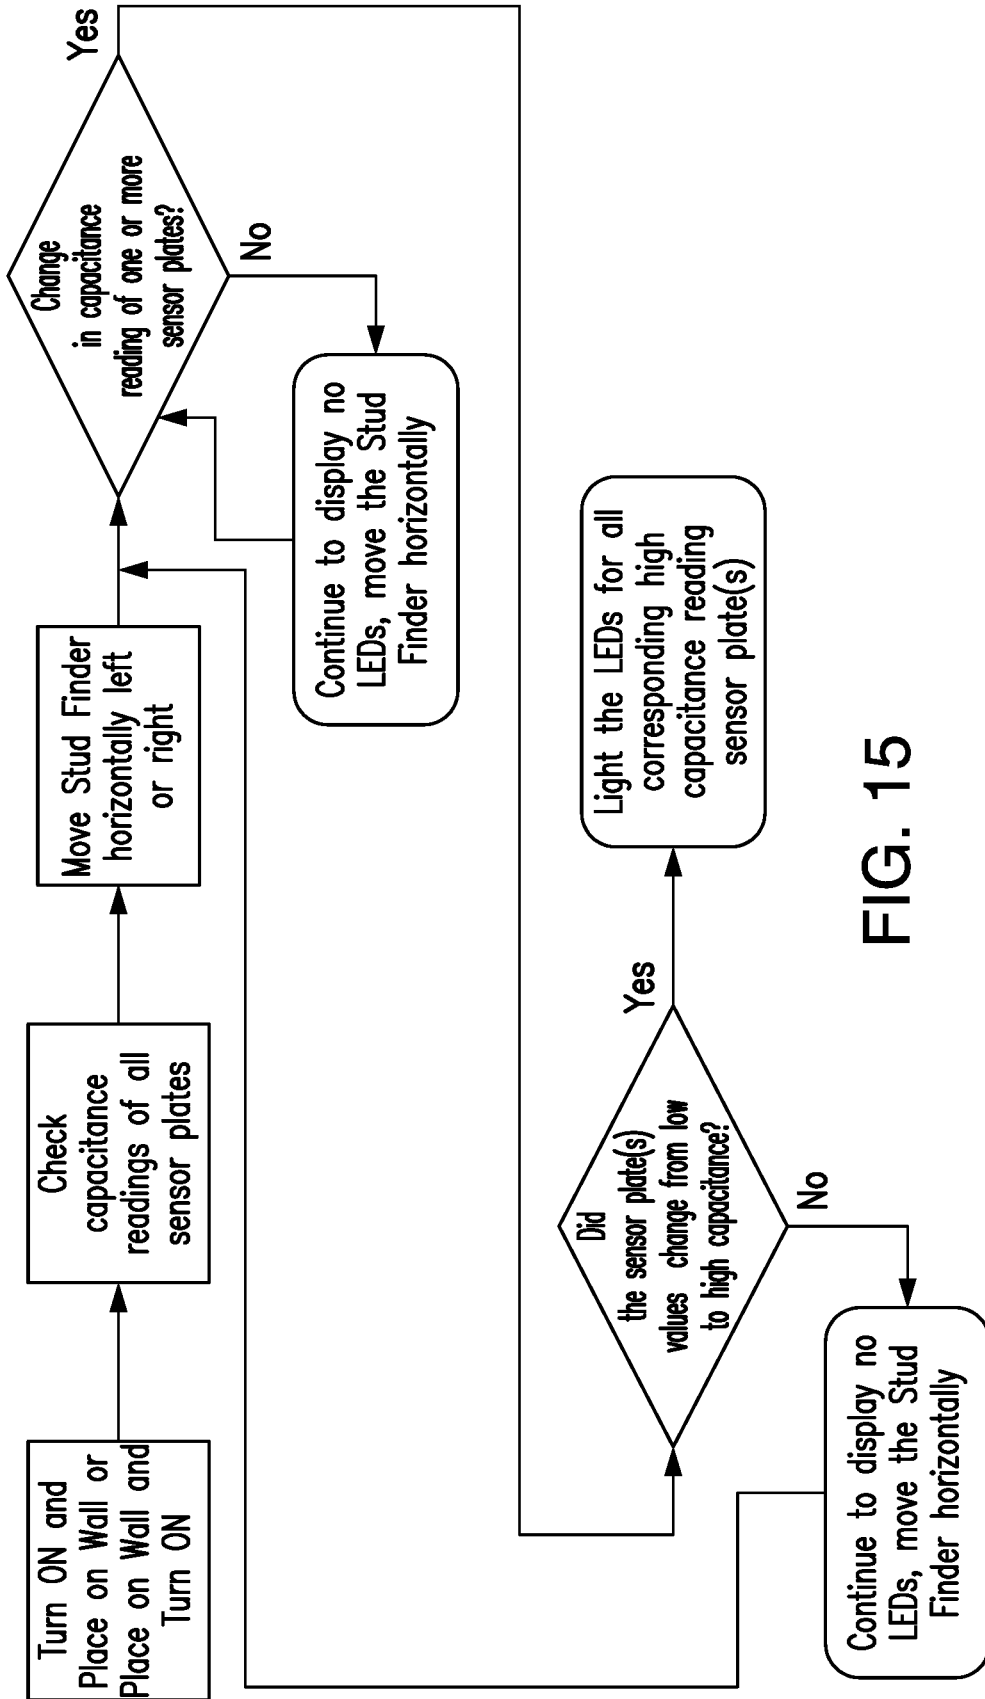 Turn ON and
Place on Wall or
Place on Wall and
Turn ON
Check
capacitance
readings of all
sensor plates
Move Stud Finder
horizontally left
or right
Change
in capacitance
reading of one or more
sensor plates?
Yes
No
Continue to display no
LEDs, move the Stud
Finder horizontally
Did
the sensor plate(s)
values change from low
to high capacitance?
Yes
No
Light the LEDs for all
corresponding high
capacitance reading
sensor plate(s)
Continue to display no
LEDs, move the Stud
Finder horizontally
FIG. 15